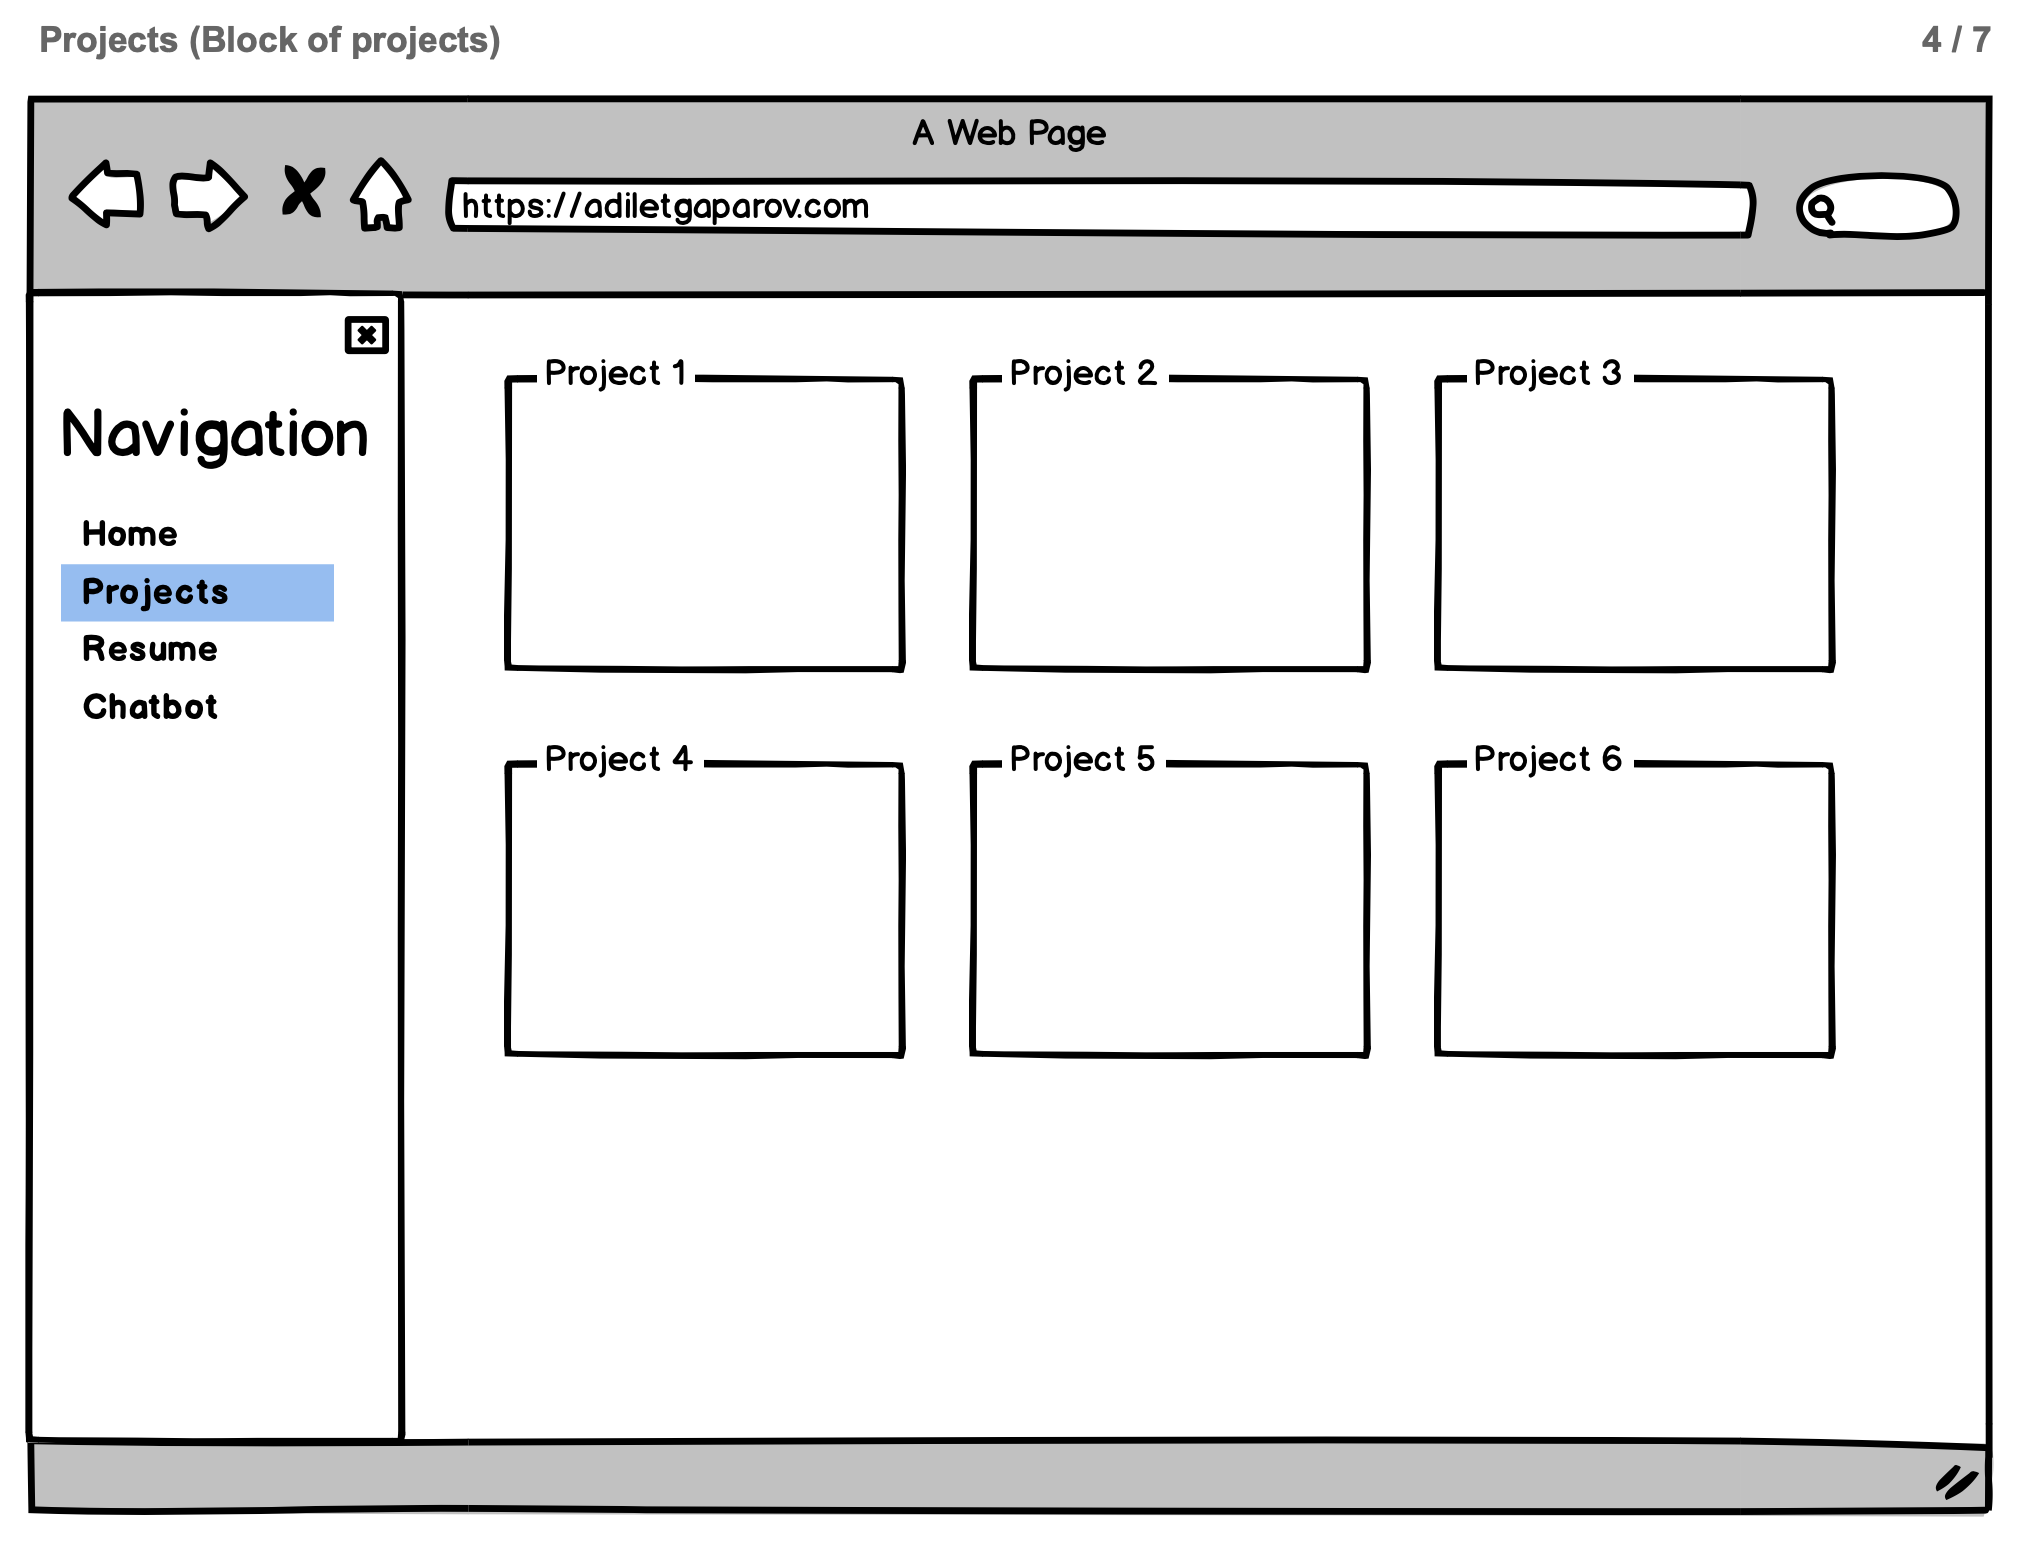 Projects (Block of projects)
4 / 7
A Web Page
https://adiletgaparov.com
Navigation
Home
Projects
Resume
Chatbot
Project 1
Project 2
Project 3
Project 4
Project 5
Project 6